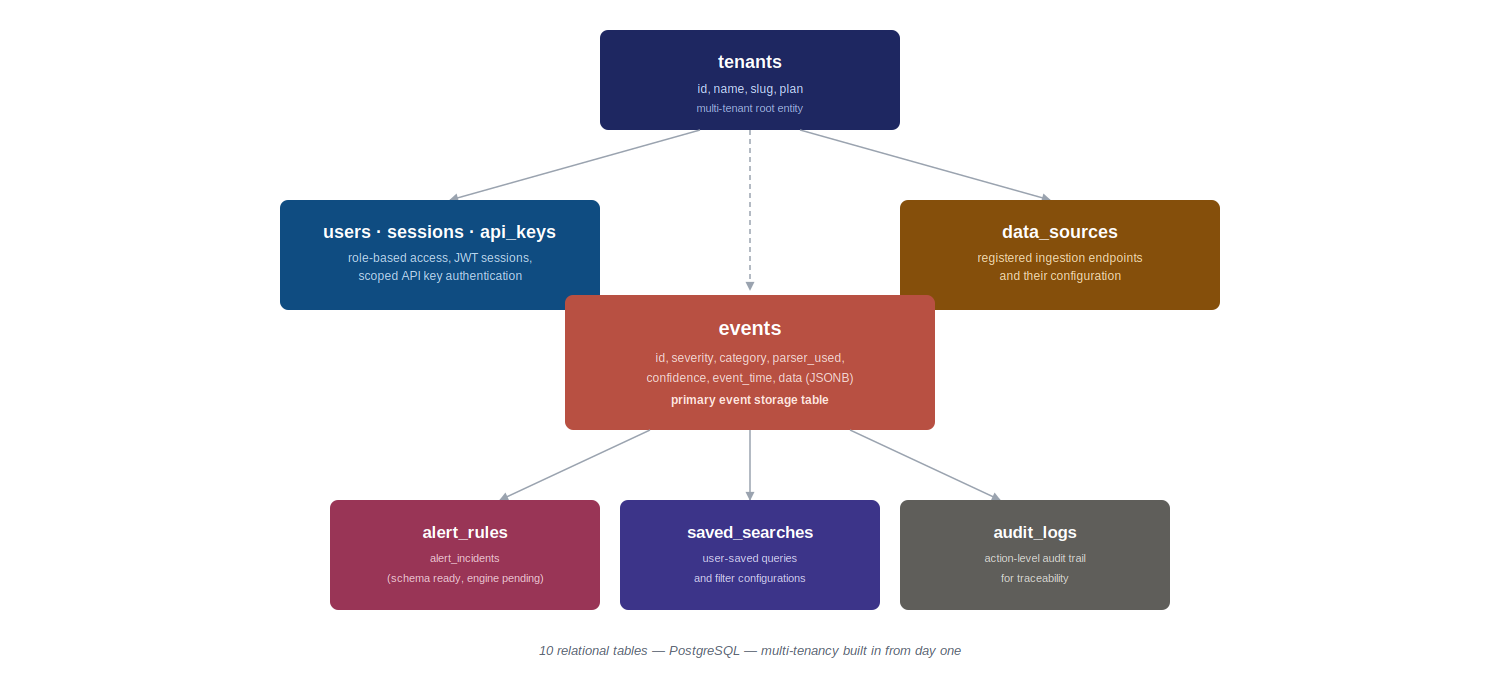 tenants
id, name, slug, plan
multi-tenant root entity
users · sessions · api_keys
role-based access, JWT sessions,
scoped API key authentication
data_sources
registered ingestion endpoints
and their configuration
events
id, severity, category, parser_used,
confidence, event_time, data (JSONB)
primary event storage table
alert_rules
alert_incidents
(schema ready, engine pending)
saved_searches
user-saved queries
and filter configurations
audit_logs
action-level audit trail
for traceability
10 relational tables — PostgreSQL — multi-tenancy built in from day one